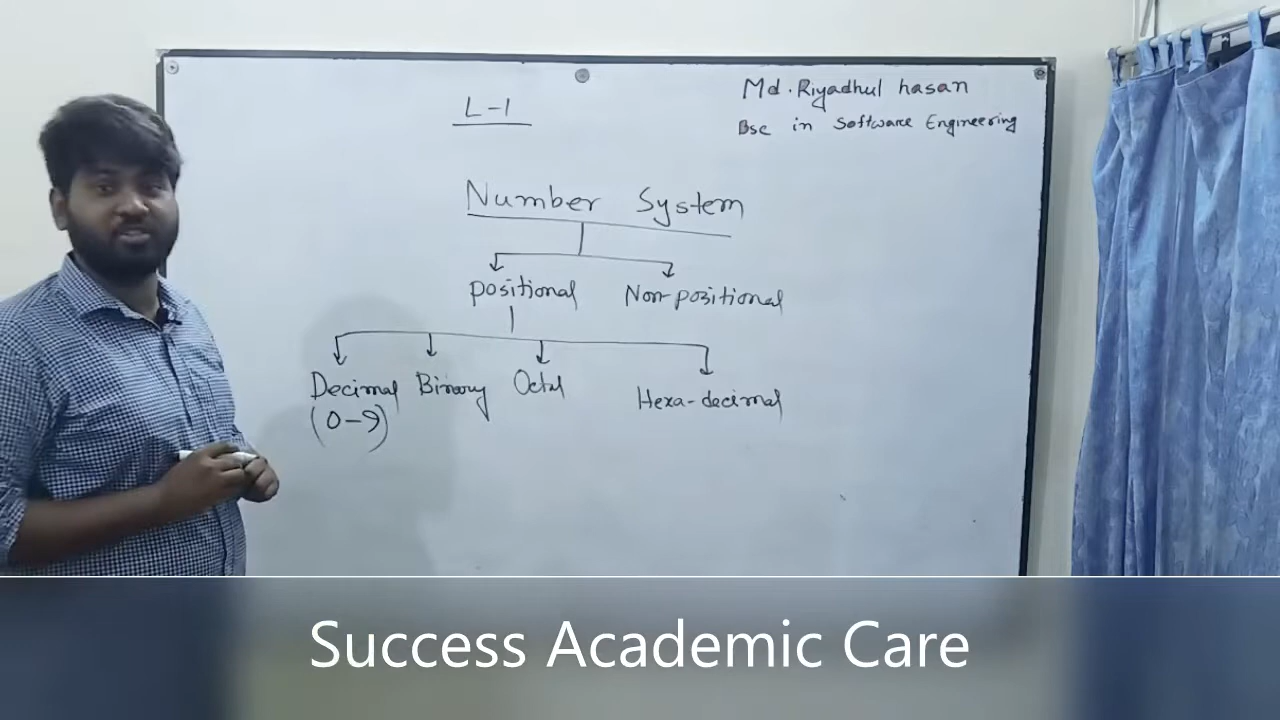 L-1
Md. Riyadhul hasan
Bsc in Software Engineering
Number System
positional Non-positional
Decimal Binary Octal Hexa-decimal
(0-9)
Success Academic Care